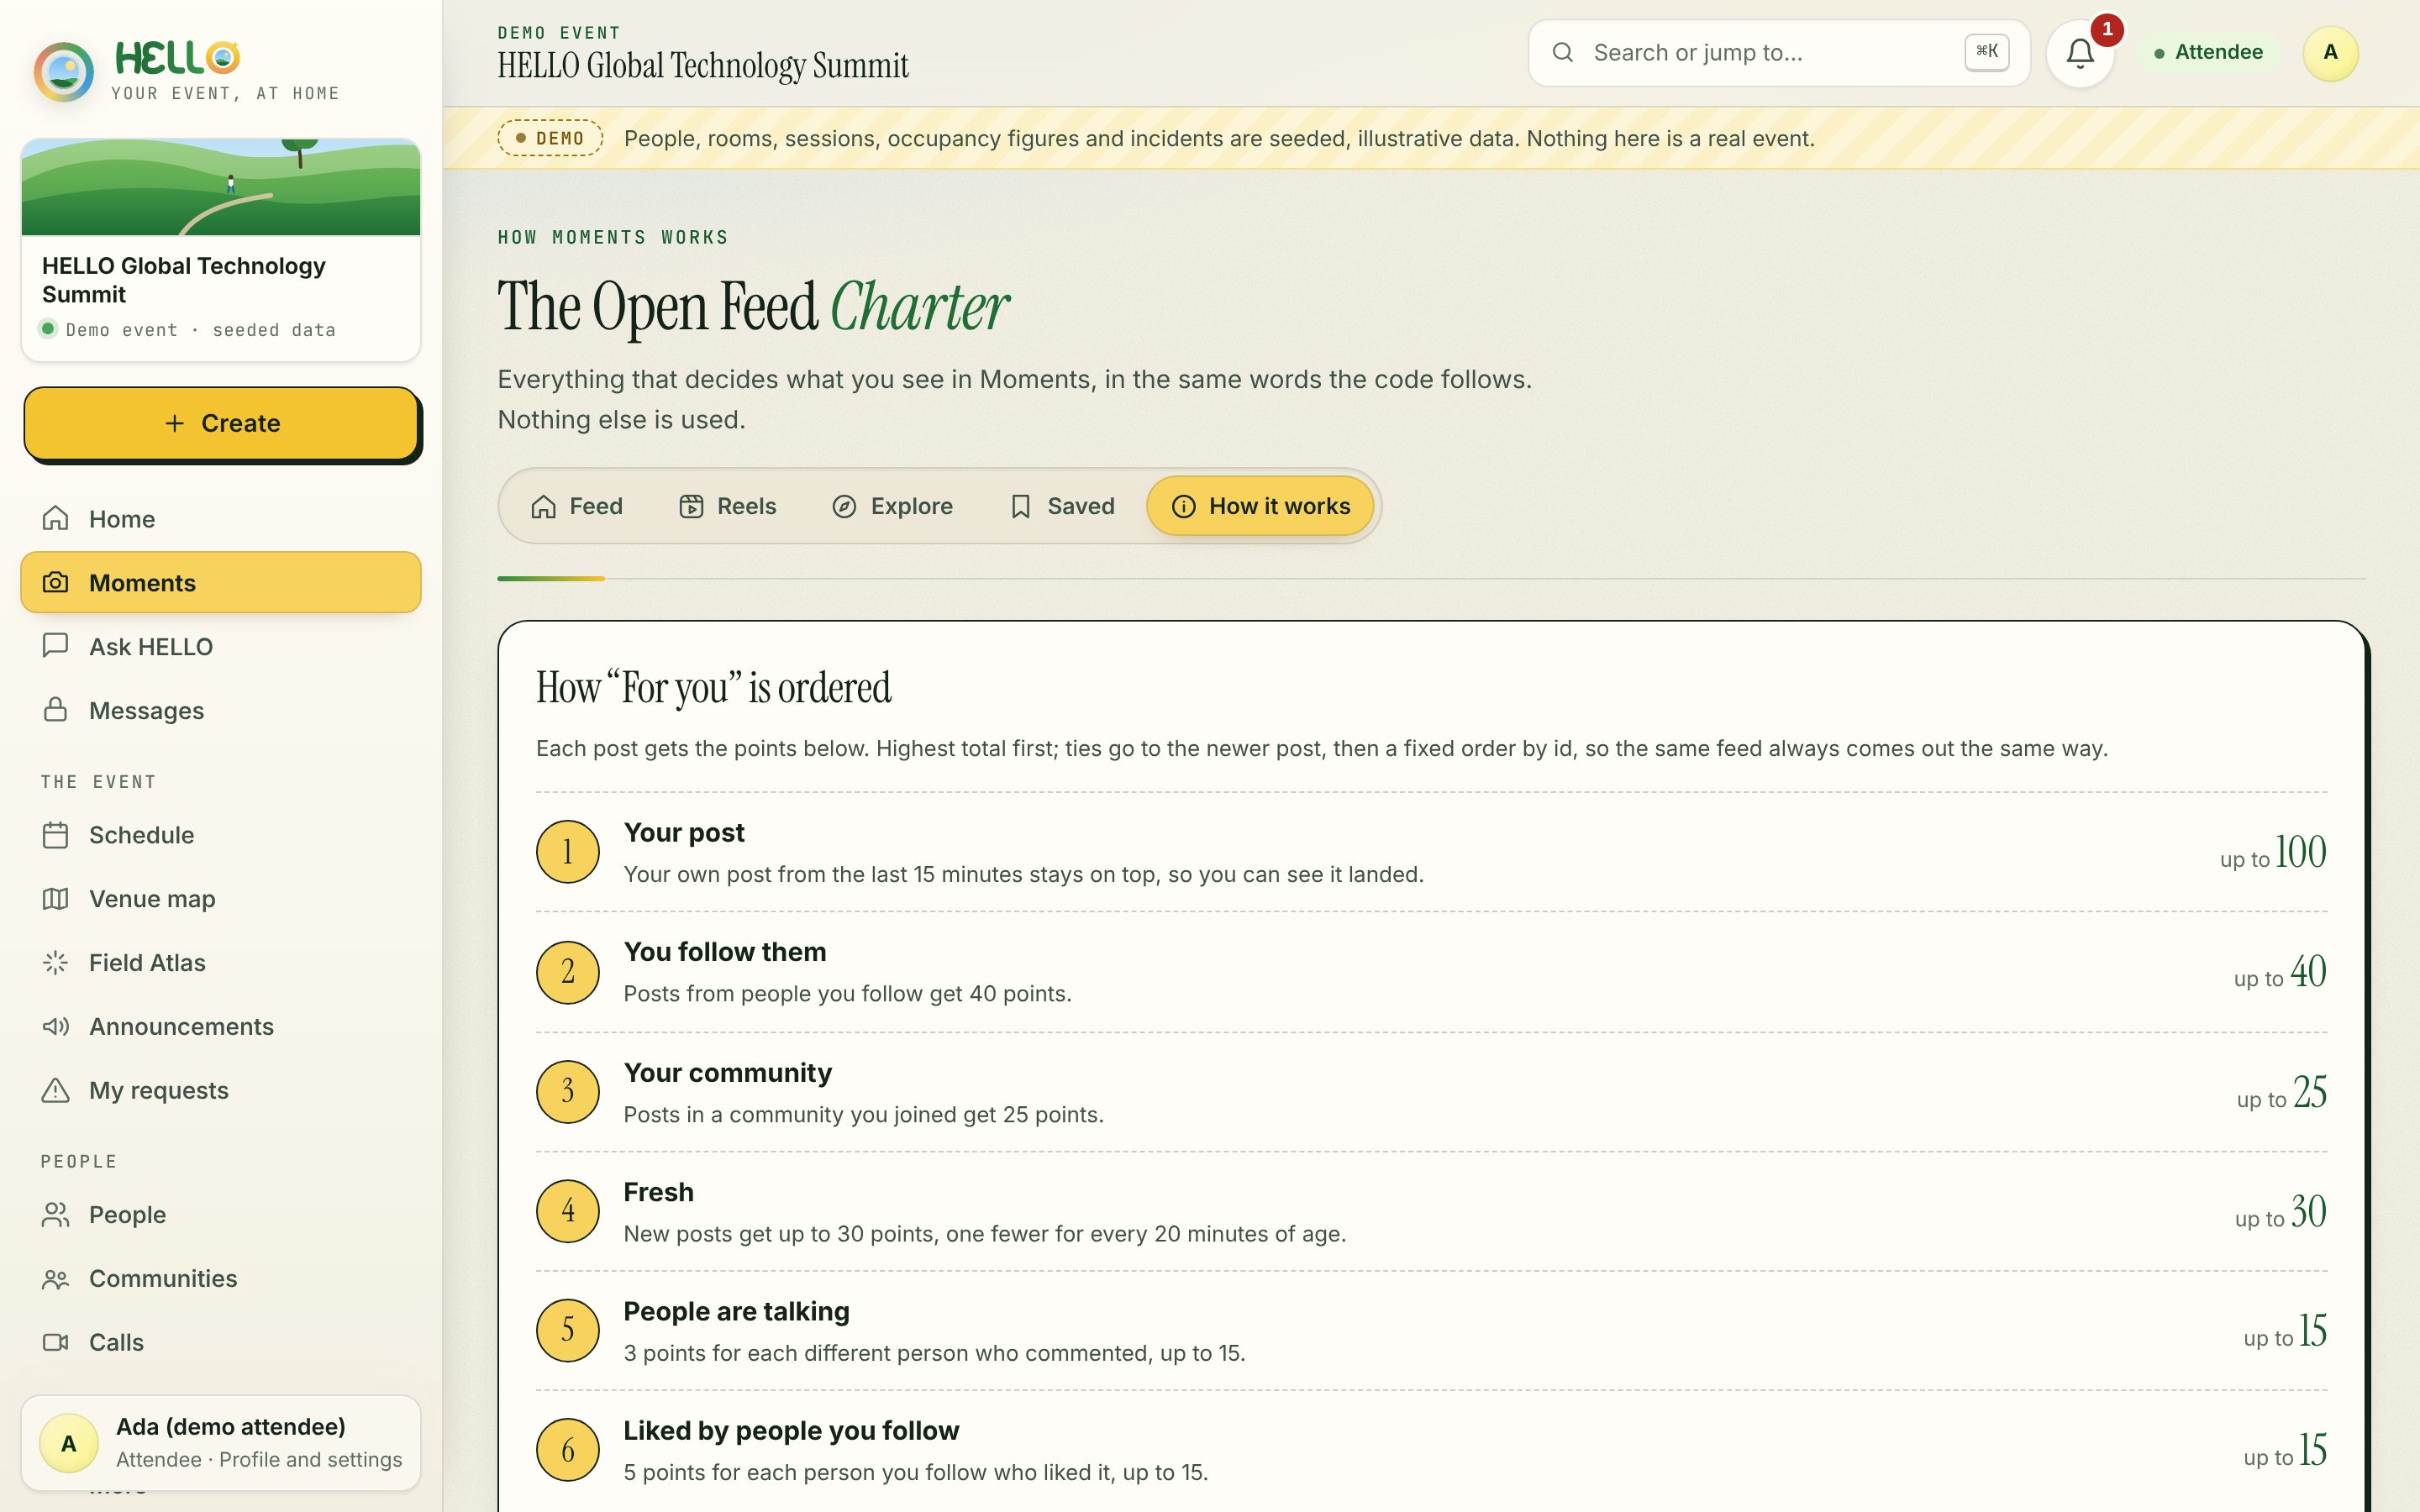 HELLO
YOUR EVENT, AT HOME
HELLO Global Technology
Summit
Demo event · seeded data
+ Create
Home
Moments
Ask HELLO
Messages
THE EVENT
Schedule
Venue map
Field Atlas
Announcements
My requests
PEOPLE
People
Communities
Calls
A
Ada (demo attendee)
Attendee · Profile and settings
DEMO EVENT
HELLO Global Technology Summit
Search or jump to...
⌘K
1
Attendee
A
DEMO
People, rooms, sessions, occupancy figures and incidents are seeded, illustrative data. Nothing here is a real event.
HOW MOMENTS WORKS
The Open Feed Charter
Everything that decides what you see in Moments, in the same words the code follows.
Nothing else is used.
Feed
Reels
Explore
Saved
How it works
How “For you” is ordered
Each post gets the points below. Highest total first; ties go to the newer post, then a fixed order by id, so the same feed always comes out the same way.
1
Your post
Your own post from the last 15 minutes stays on top, so you can see it landed.
up to 100
2
You follow them
Posts from people you follow get 40 points.
up to 40
3
Your community
Posts in a community you joined get 25 points.
up to 25
4
Fresh
New posts get up to 30 points, one fewer for every 20 minutes of age.
up to 30
5
People are talking
3 points for each different person who commented, up to 15.
up to 15
6
Liked by people you follow
5 points for each person you follow who liked it, up to 15.
up to 15